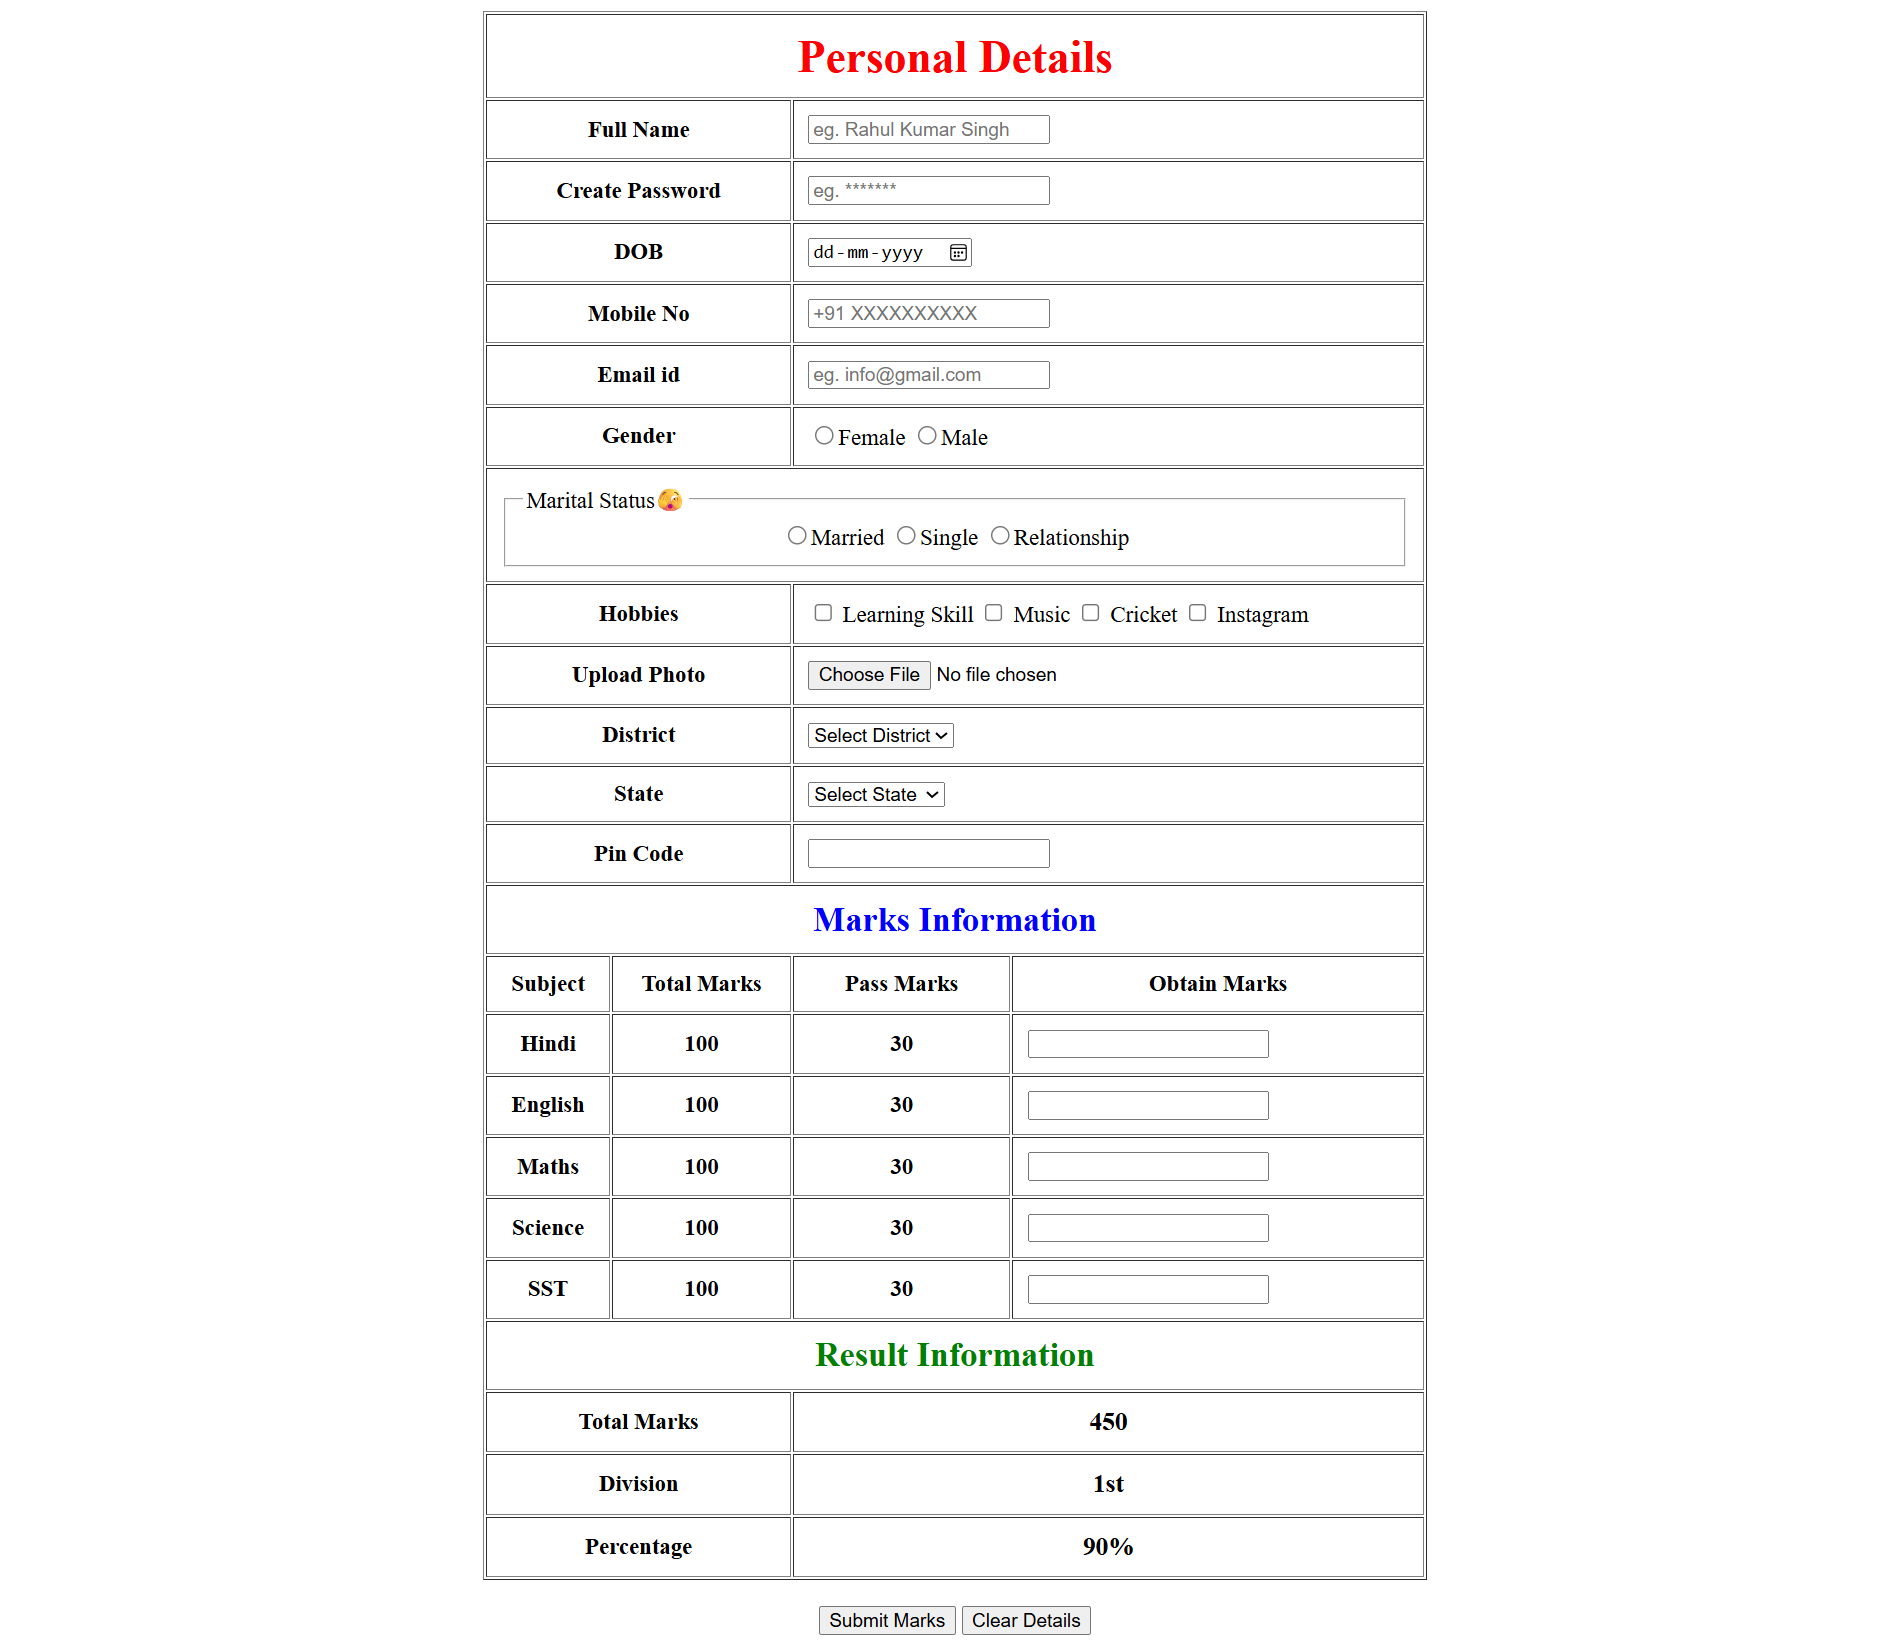 Personal Details
Full Name eg. Rahul Kumar Singh
Create Password eg. *******
DOB dd-mm-yyyy
Mobile No +91 XXXXXXXXXX
Email id eg. info@gmail.com
Gender Female Male
Marital Status🫣
Married Single Relationship
Hobbies Learning Skill Music Cricket Instagram
Upload Photo Choose File No file chosen
District Select District
State Select State
Pin Code
Marks Information
Subject Total Marks Pass Marks Obtain Marks
Hindi 100 30
English 100 30
Maths 100 30
Science 100 30
SST 100 30
Result Information
Total Marks 450
Division 1st
Percentage 90%
Submit Marks Clear Details